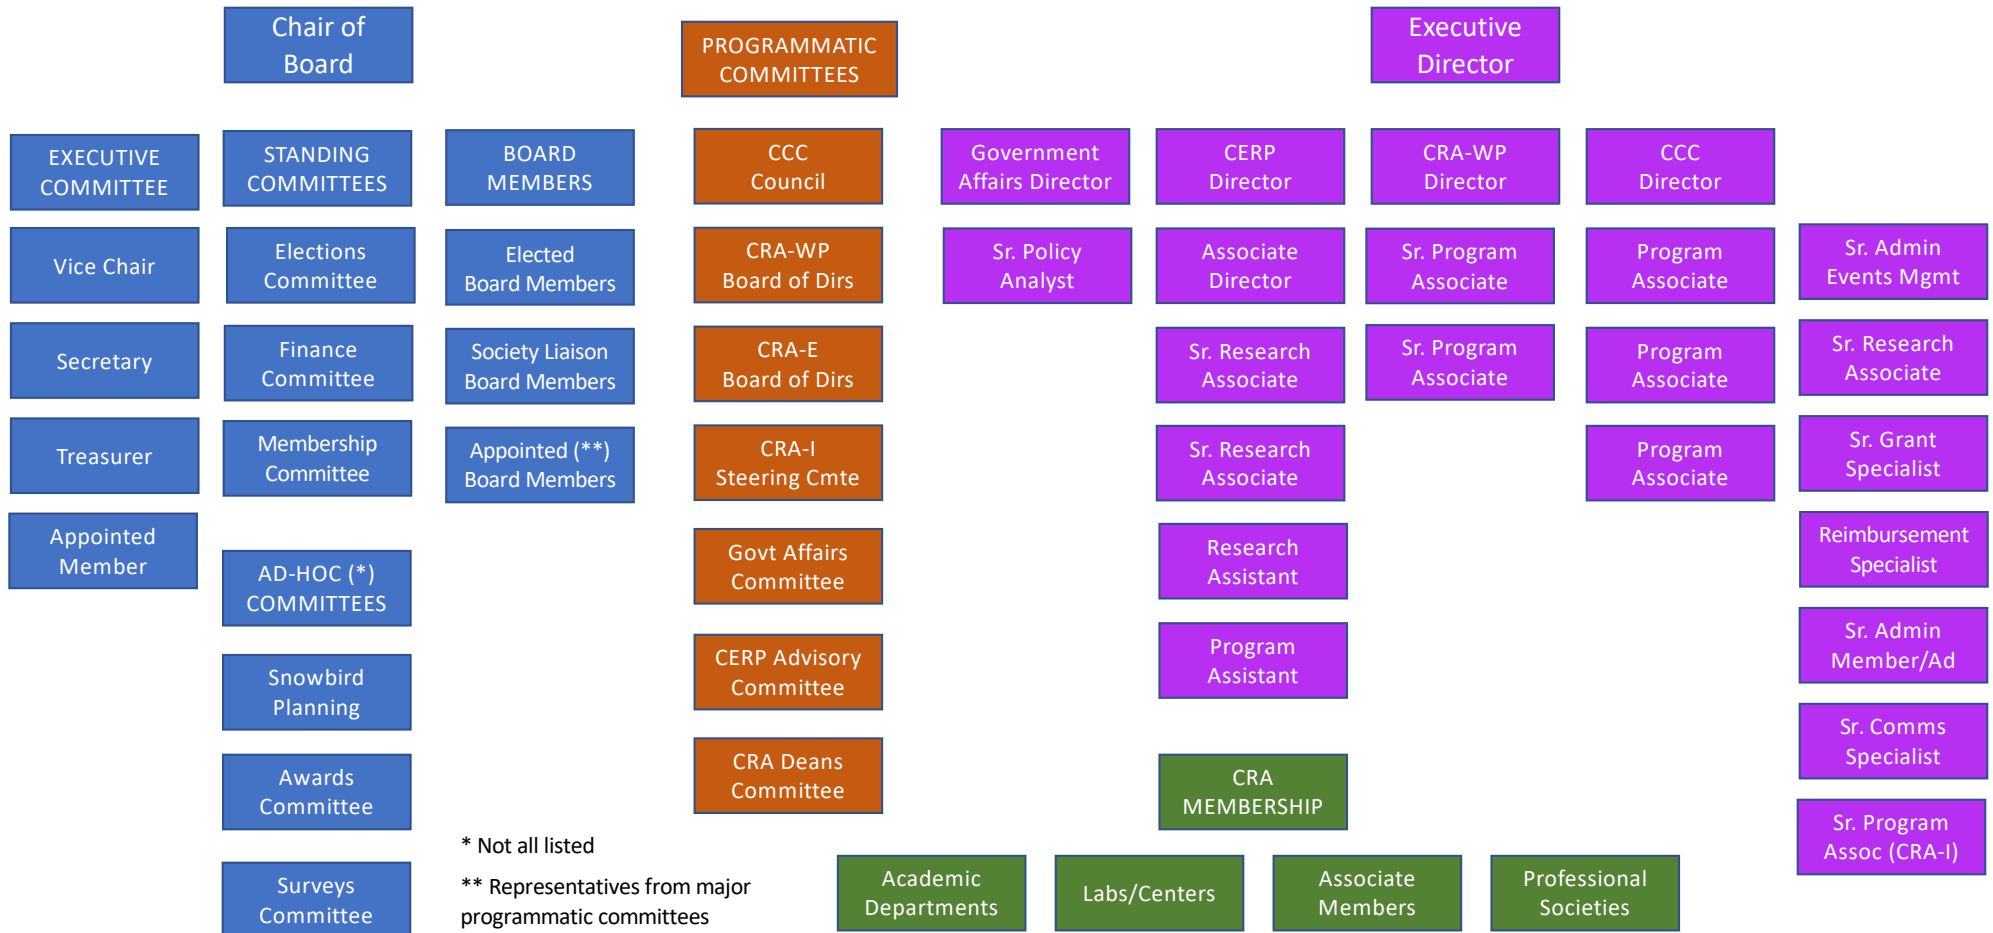 Chair of
Board
PROGRAMMATIC
COMMITTEES
Executive
Director
EXECUTIVE
COMMITTEE
STANDING
COMMITTEES
BOARD
MEMBERS
CCC
Council
Government
Affairs Director
CERP
Director
CRA-WP
Director
CCC
Director
Vice Chair
Elections
Committee
Elected
Board Members
CRA-WP
Board of Dirs
Sr. Policy
Analyst
Associate
Director
Sr. Program
Associate
Program
Associate
Sr. Admin
Events Mgmt
Secretary
Finance
Committee
Society Liaison
Board Members
CRA-E
Board of Dirs
Sr. Research
Associate
Sr. Program
Associate
Program
Associate
Sr. Research
Associate
Treasurer
Membership
Committee
Appointed (**)
Board Members
CRA-I
Steering Cmte
Sr. Research
Associate
Program
Associate
Sr. Grant
Specialist
Appointed
Member
AD-HOC (*)
COMMITTEES
Govt Affairs
Committee
Research
Assistant
Reimbursement
Specialist
Snowbird
Planning
CERP Advisory
Committee
Program
Assistant
Sr. Admin
Member/Ad
Awards
Committee
CRA Deans
Committee
CRA
MEMBERSHIP
Sr. Comms
Specialist
Sr. Program
Assoc (CRA-I)
Surveys
Committee
* Not all listed
** Representatives from major
programmatic committees
Academic
Departments
Labs/Centers
Associate
Members
Professional
Societies